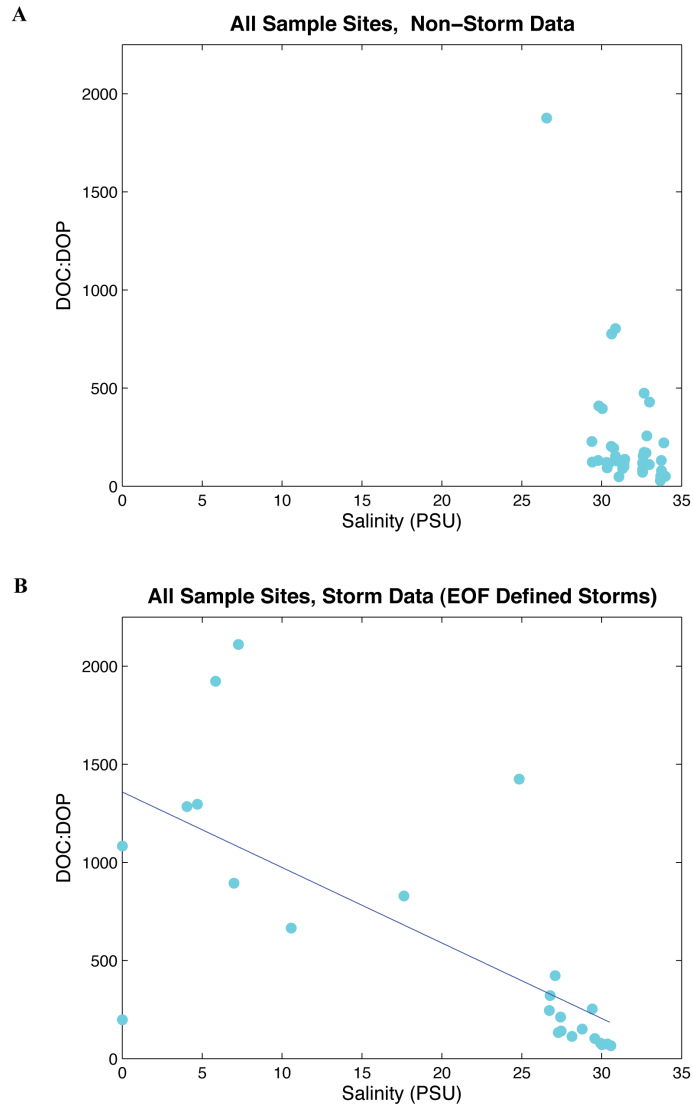 A
All Sample Sites, Non–Storm Data
DOC:DOP
2000
1500
1000
500
0
0 5 10 15 20 25 30 35
Salinity (PSU)
B
All Sample Sites, Storm Data (EOF Defined Storms)
DOC:DOP
2000
1500
1000
500
0
0 5 10 15 20 25 30 35
Salinity (PSU)